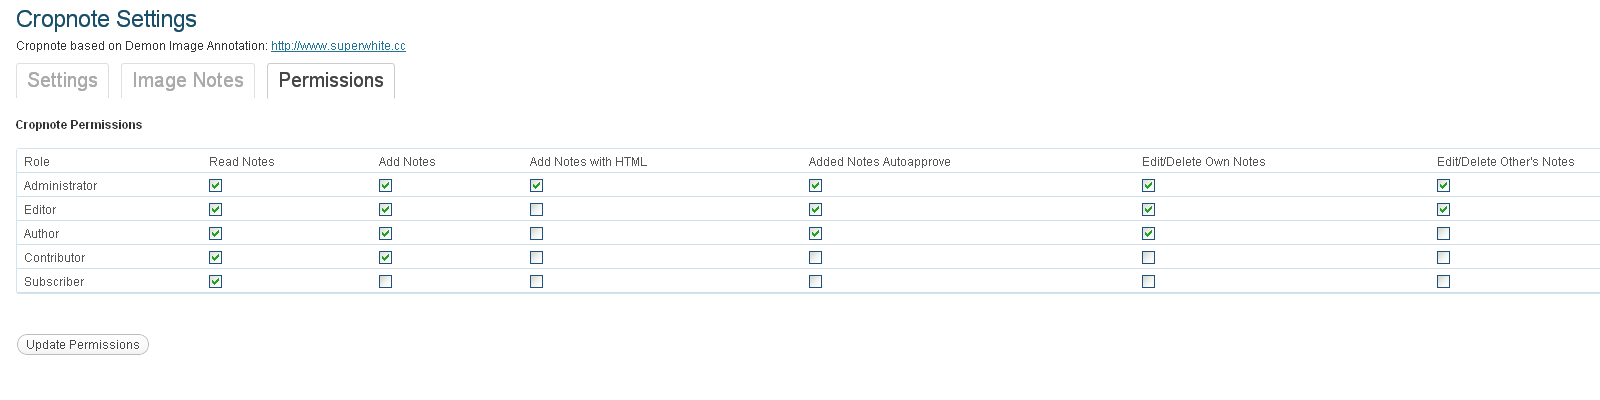 Cropnote Settings
Cropnote based on Demon Image Annotation: http://www.superwhite.cc
Settings Image Notes Permissions
Cropnote Permissions
Role Read Notes Add Notes Add Notes with HTML Added Notes Autoapprove Edit/Delete Own Notes Edit/Delete Other's Notes
Administrator
Editor
Author
Contributor
Subscriber
Update Permissions